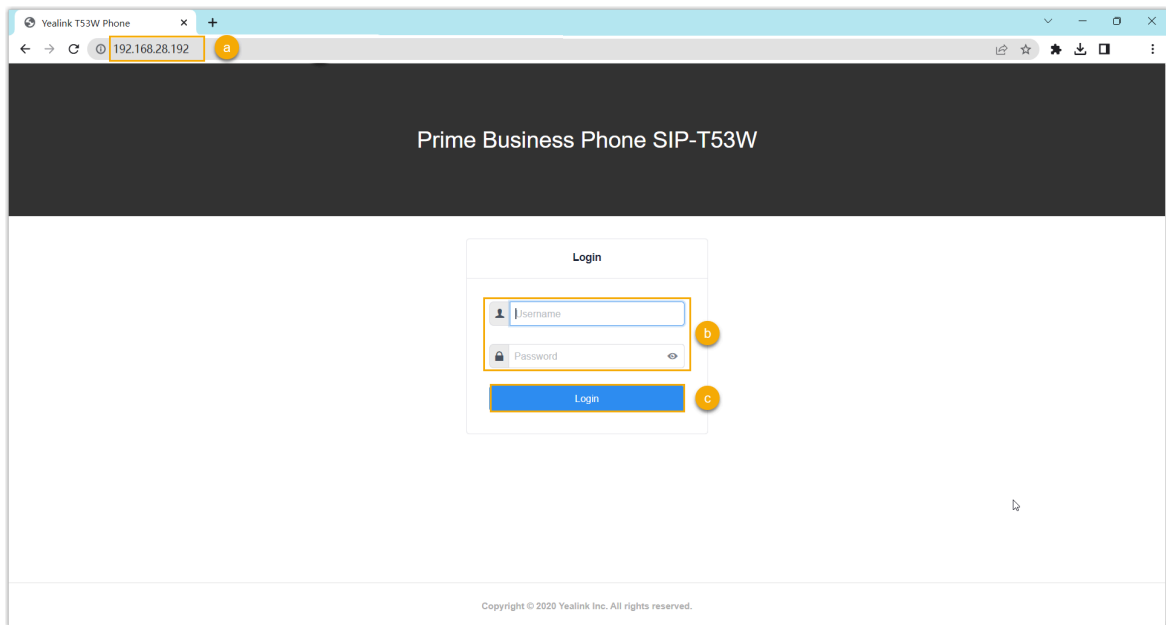 Yealink T53W Phone
192.168.28.192
a
Prime Business Phone SIP-T53W
Login
Username
b
Password
Login
c
Copyright © 2020 Yealink Inc. All rights reserved.